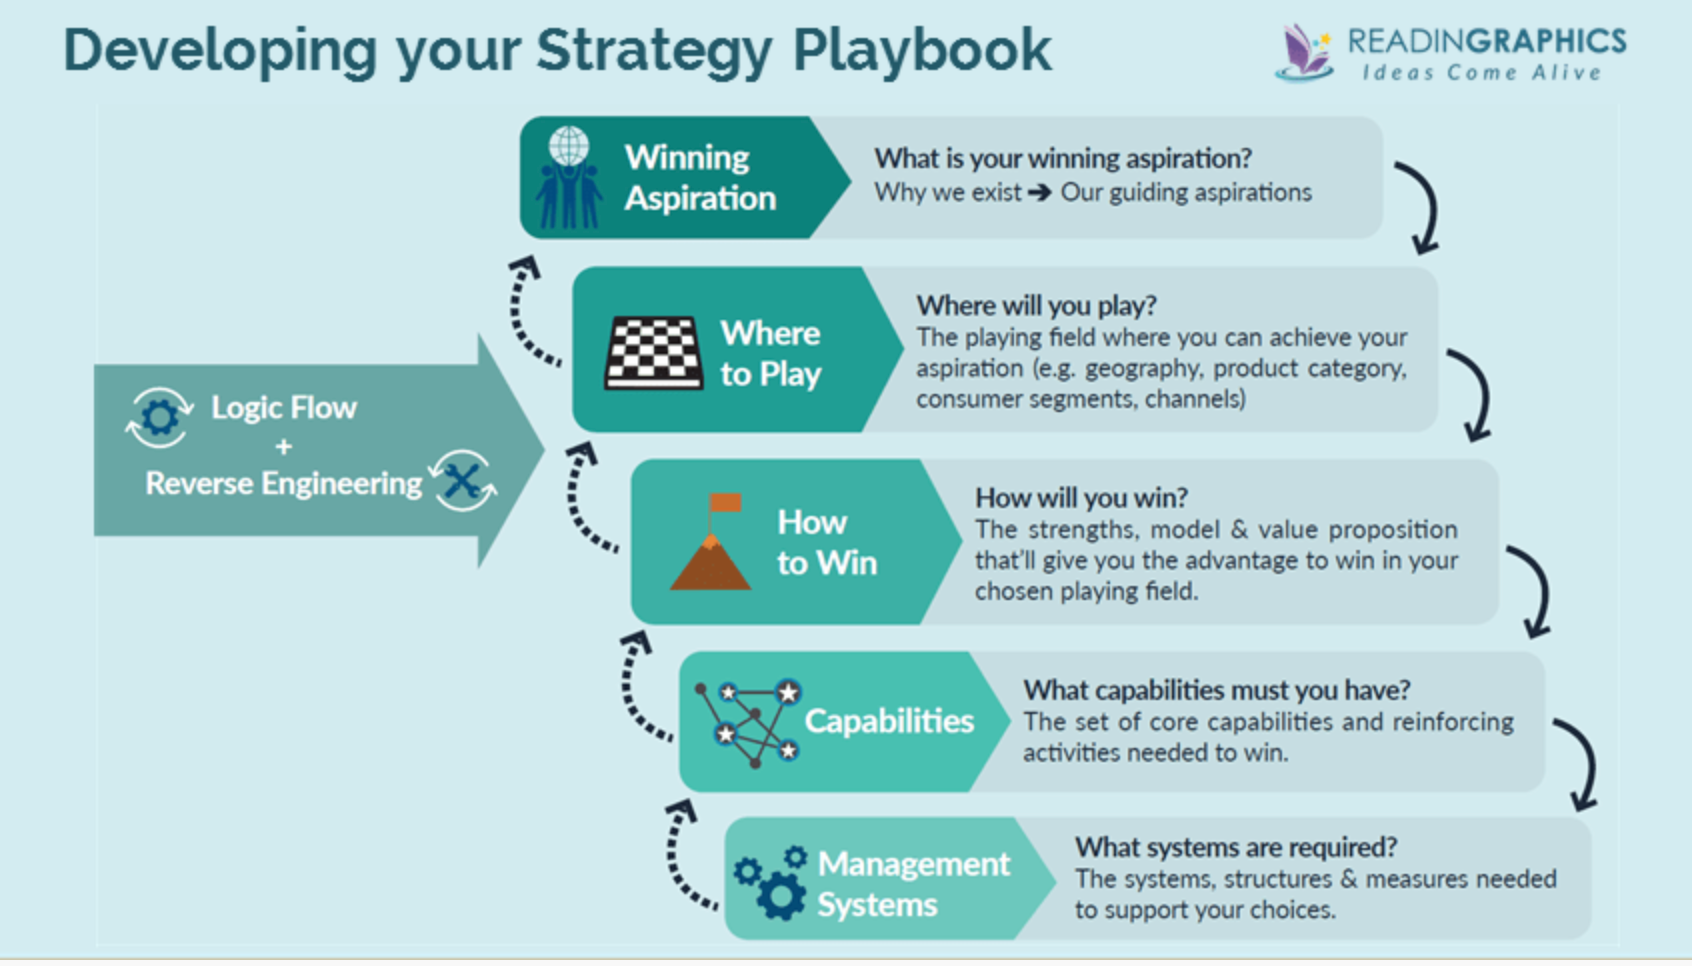 Developing your Strategy Playbook
READINGRAPHICS
Ideas Come Alive
Winning
Aspiration
What is your winning aspiration?
Why we exist ➔ Our guiding aspirations
Where
to Play
Where will you play?
The playing field where you can achieve your
aspiration (e.g. geography, product category,
consumer segments, channels)
Logic Flow
+
Reverse Engineering
How
to Win
How will you win?
The strengths, model & value proposition
that'll give you the advantage to win in your
chosen playing field.
Capabilities
What capabilities must you have?
The set of core capabilities and reinforcing
activities needed to win.
Management
Systems
What systems are required?
The systems, structures & measures needed
to support your choices.